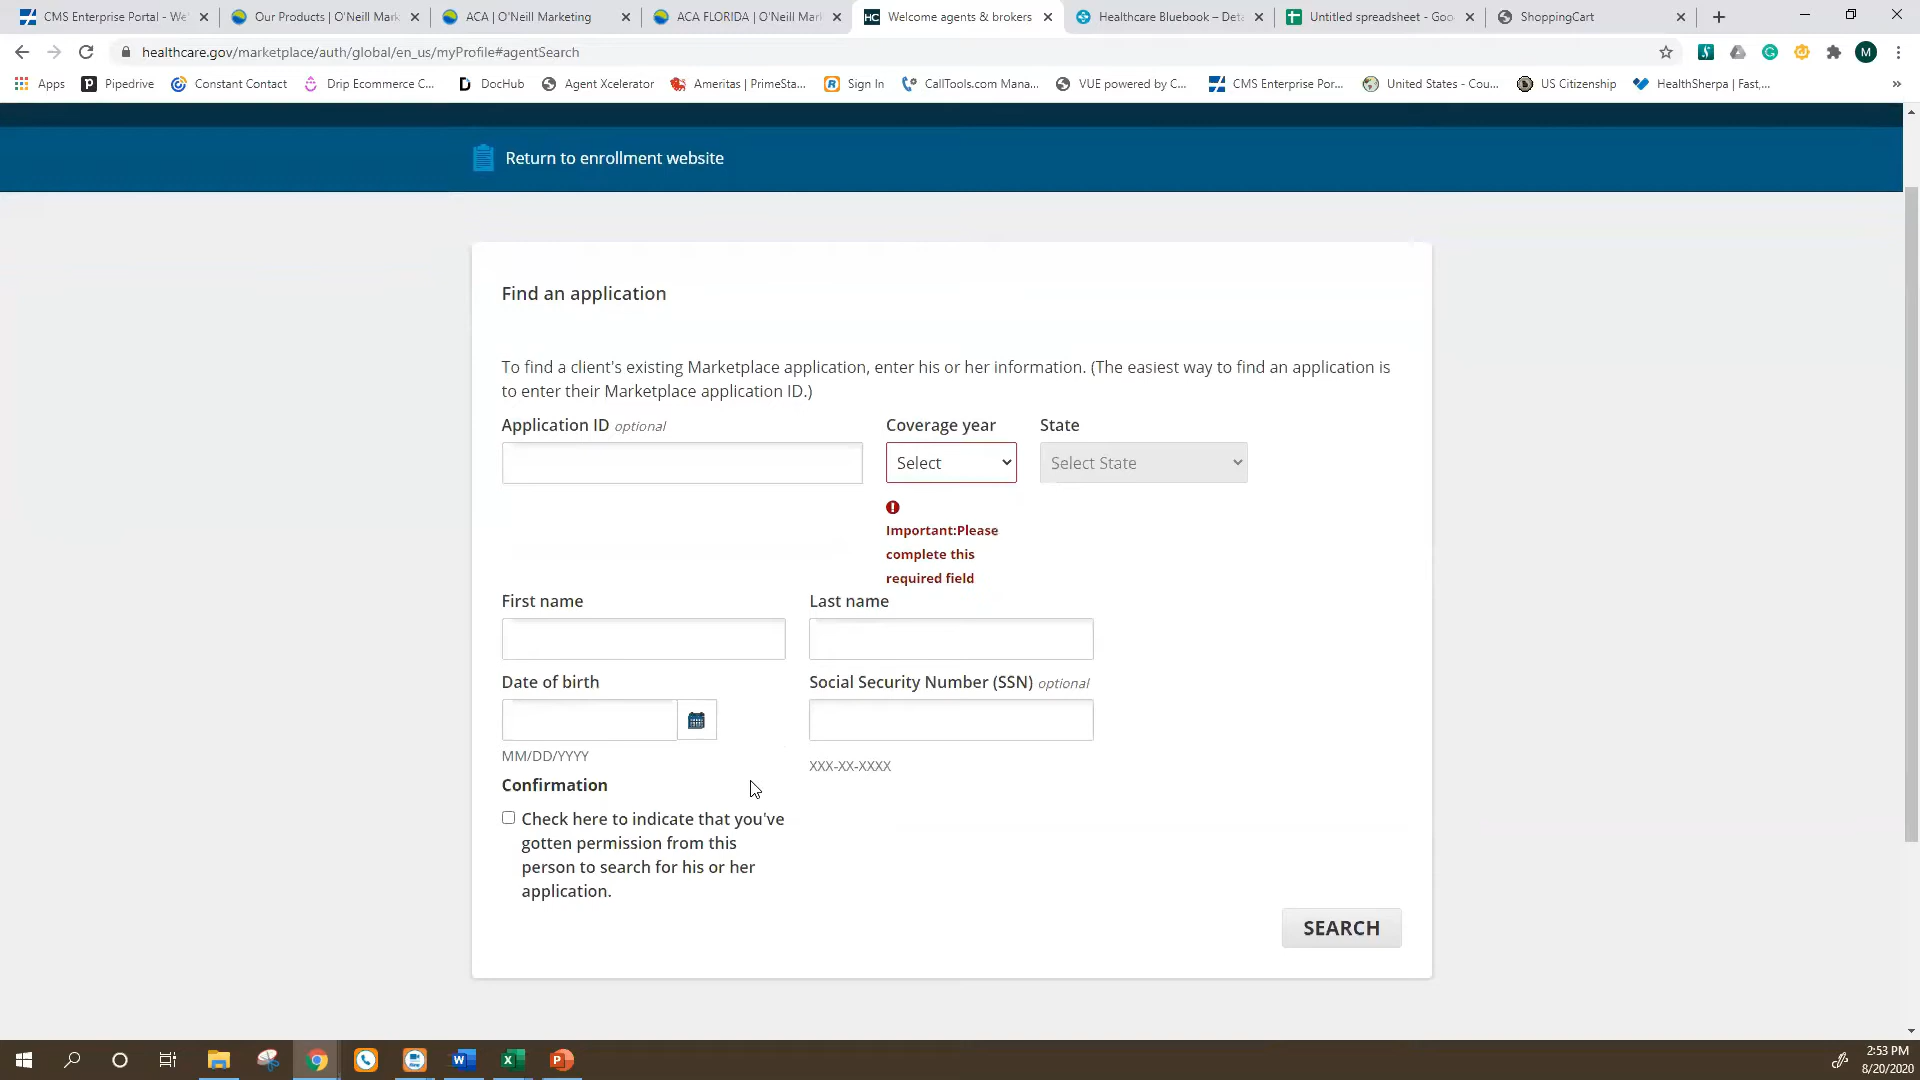 CMS Enterprise Portal - We
Our Products | O'Neill Mark
ACA | O'Neill Marketing
ACA FLORIDA | O'Neill Mar
HC Welcome agents & brokers
Healthcare Bluebook – Deta
Untitled spreadsheet - Goo
ShoppingCart
healthcare.gov/marketplace/auth/global/en_us/myProfile#agentSearch
M
Apps
Pipedrive
Constant Contact
Drip Ecommerce C...
DocHub
Agent Xcelerator
Ameritas | PrimeSta...
Sign In
CallTools.com Mana...
VUE powered by C...
CMS Enterprise Por...
United States - Cou...
US Citizenship
HealthSherpa | Fast,...
»
Return to enrollment website
Find an application
To find a client's existing Marketplace application, enter his or her information. (The easiest way to find an application is
to enter their Marketplace application ID.)
Application ID optional
Coverage year
State
Select
Select State
Important:Please
complete this
required field
First name
Last name
Date of birth
Social Security Number (SSN) optional
MM/DD/YYYY
XXX-XX-XXXX
Confirmation
Check here to indicate that you've
gotten permission from this
person to search for his or her
application.
SEARCH
2:53 PM
8/20/2020